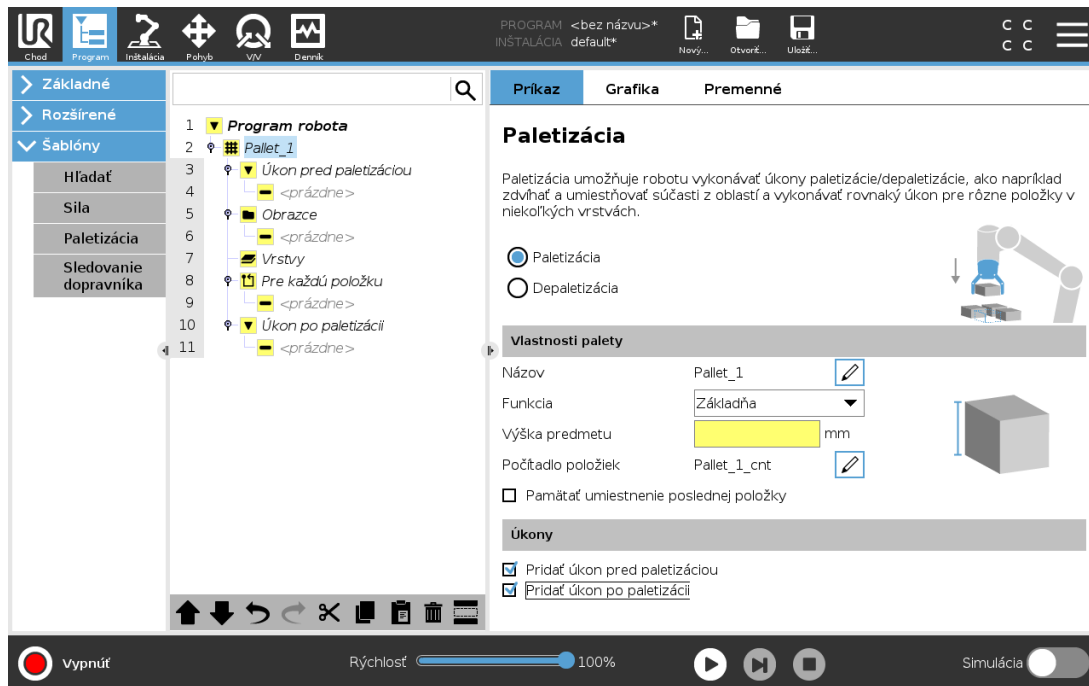 UR
PROGRAM <bez názvu>*
INŠTALÁCIA default*
Chod Program Inštalácia Pohyb V/V Denník
Nový... Otvoriť... Uložiť...
C C
C C
Základné
Rozšírené
Šablóny
Hľadať
Sila
Paletizácia
Sledovanie
dopravníka
1 Program robota
2 Pallet_1
3 Úkon pred paletizáciou
4 <prázdne>
5 Obrazce
6 <prázdne>
7 Vrstvy
8 Pre každú položku
9 <prázdne>
10 Úkon po paletizácii
11 <prázdne>
Príkaz Grafika Premenné
Paletizácia
Paletizácia umožňuje robotu vykonávať úkony paletizácie/depaletizácie, ako napríklad
zdvíhať a umiestňovať súčasti z oblastí a vykonávať rovnaký úkon pre rôzne položky v
niekoľkých vrstvách.
Paletizácia
Depaletizácia
Vlastnosti palety
Názov Pallet_1
Funkcia Základňa
Výška predmetu mm
Počítadlo položiek Pallet_1_cnt
Pamätať umiestnenie poslednej položky
Úkony
Pridať úkon pred paletizáciou
Pridať úkon po paletizácii
Vypnúť
Rýchlosť 100%
Simulácia